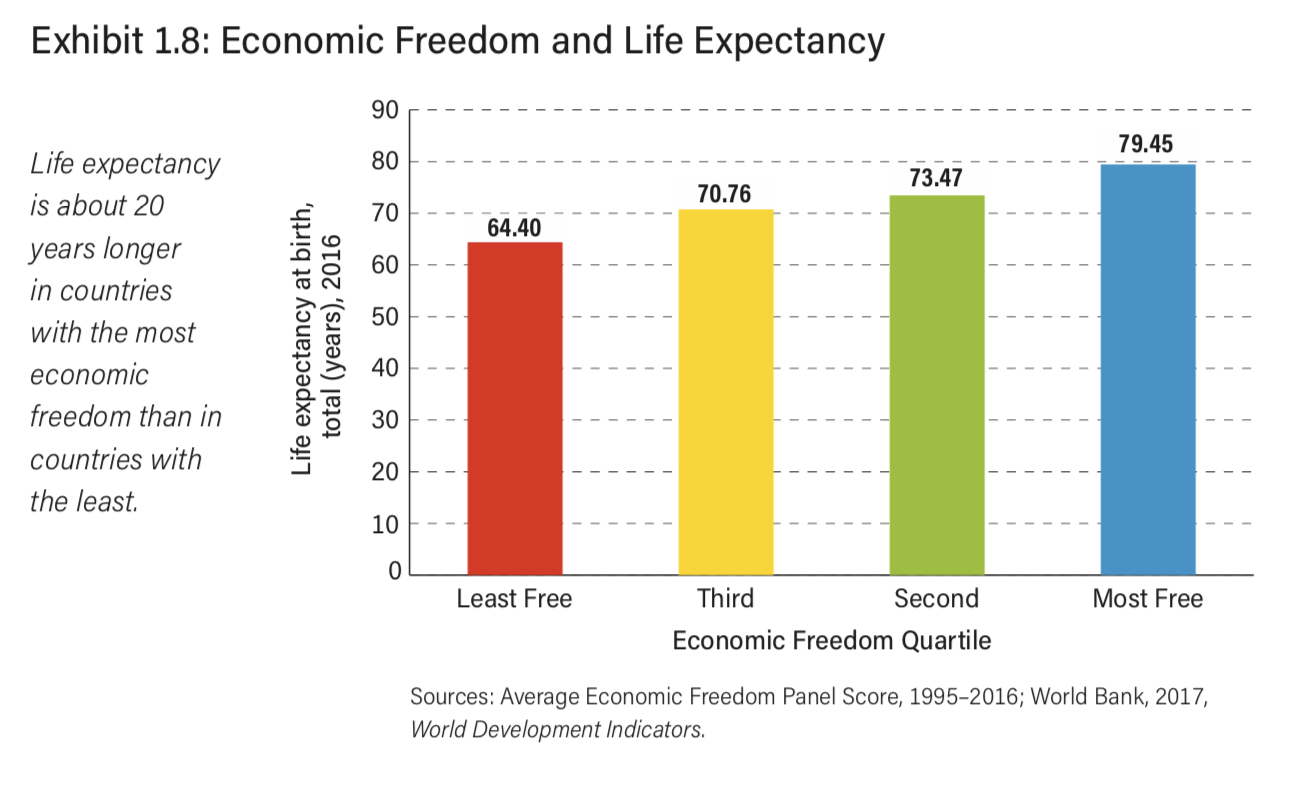 Exhibit 1.8: Economic Freedom and Life Expectancy
Life expectancy
is about 20
years longer
in countries
with the most
economic
freedom than in
countries with
the least.
Life expectancy at birth,
total (years), 2016
90
80
70
60
50
40
30
20
10
0
64.40
70.76
73.47
79.45
Least Free
Third
Second
Most Free
Economic Freedom Quartile
Sources: Average Economic Freedom Panel Score, 1995–2016; World Bank, 2017,
World Development Indicators.